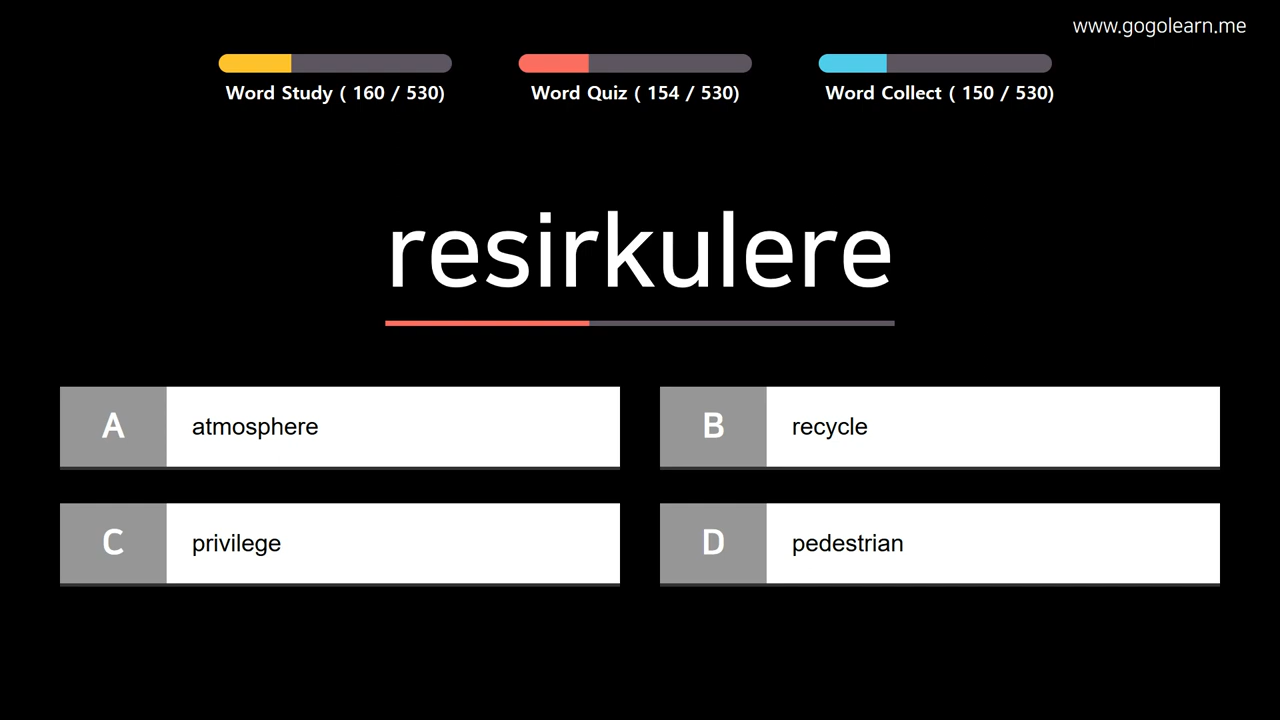 www.gogolearn.me
Word Study ( 160 / 530)
Word Quiz ( 154 / 530)
Word Collect ( 150 / 530)
resirkulere
A atmosphere
B recycle
C privilege
D pedestrian